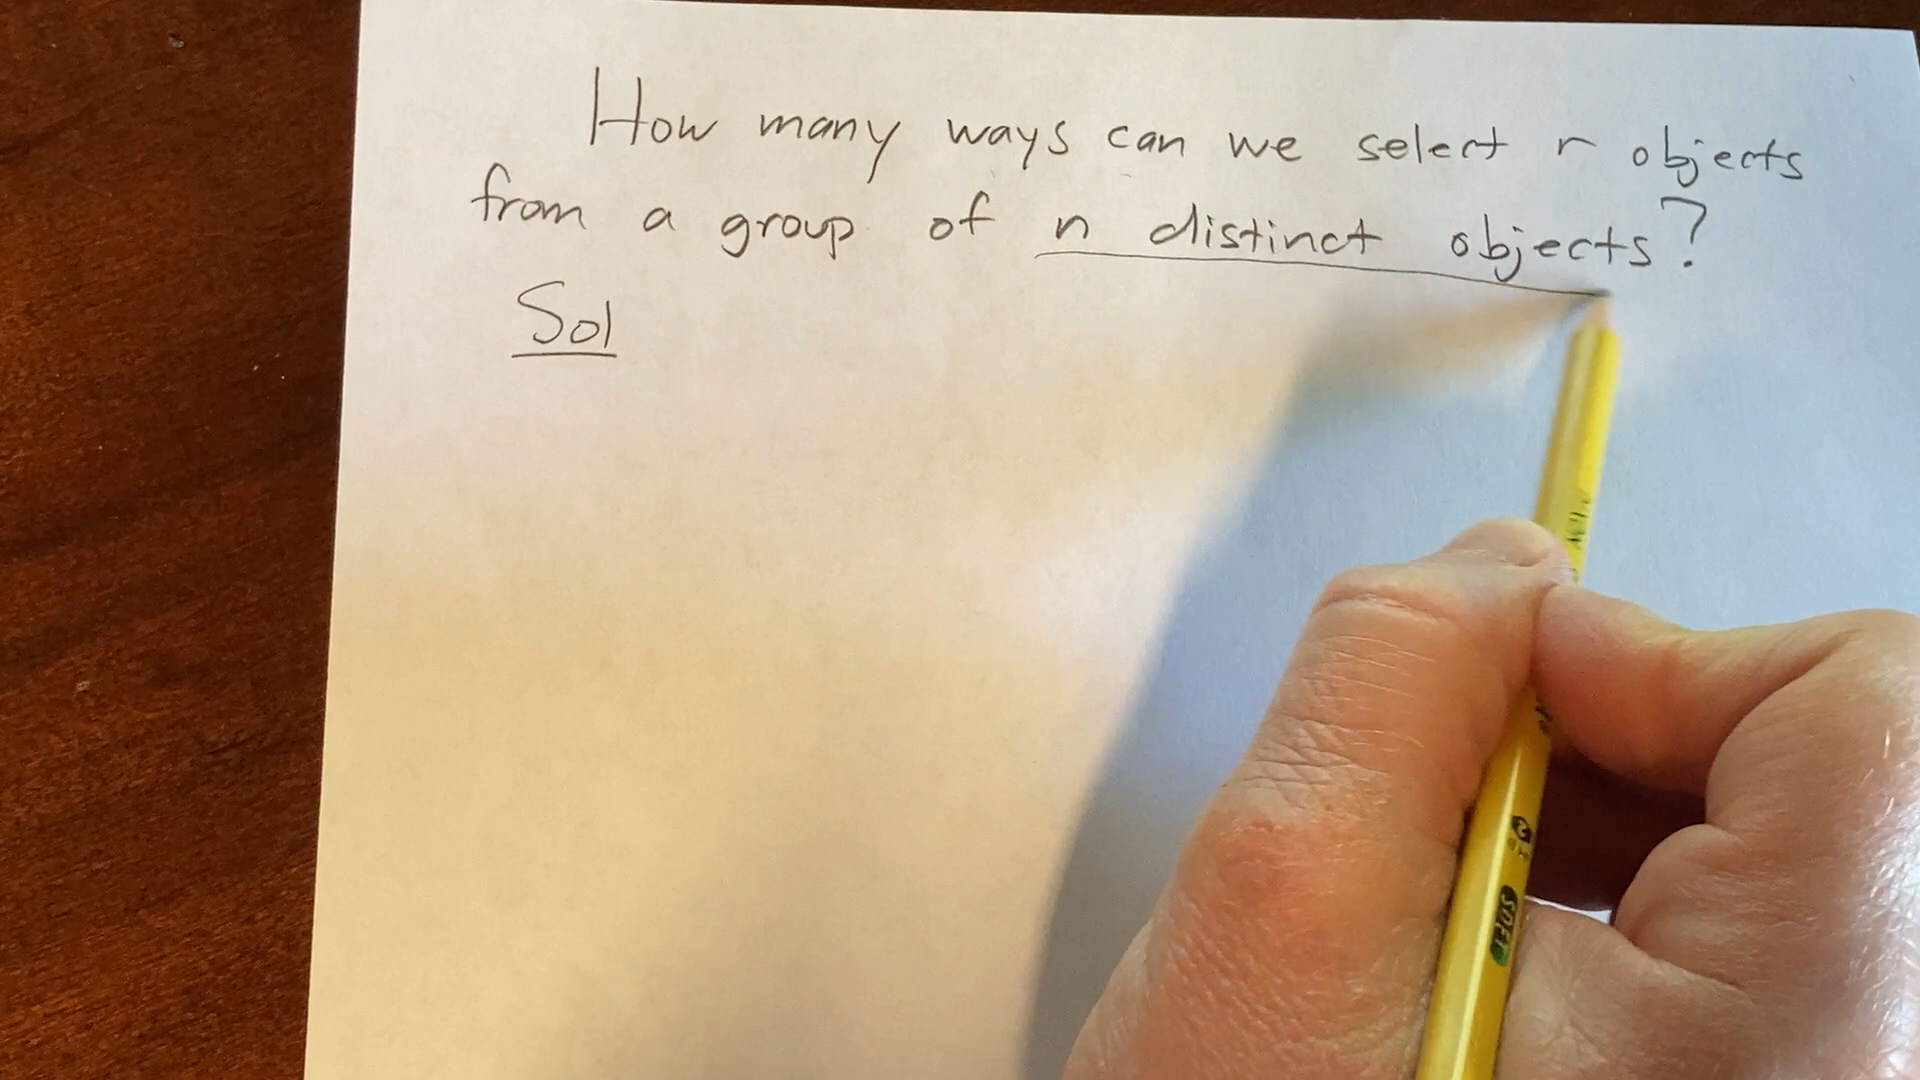 How many ways can we select r objects
from a group of n distinct objects?
Sol